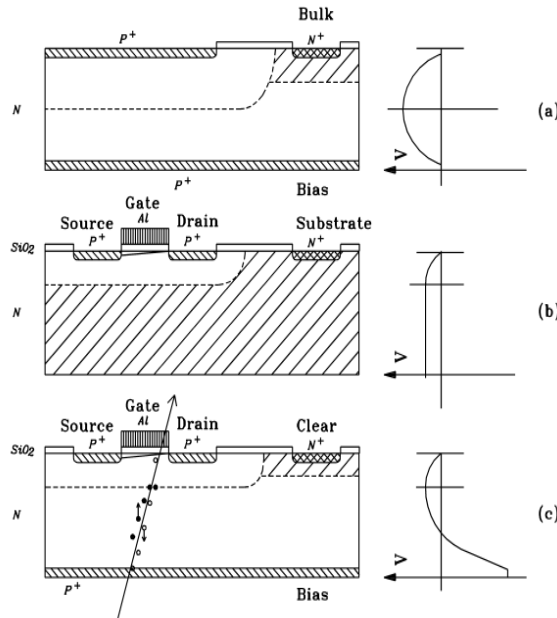 Bulk
P+ N+
N
V
(a)
P+ Bias
Gate
Source Al Drain Substrate
SiO2 P+ P+ N+
N
V
(b)
Gate
Source Al Drain Clear
SiO2 P+ P+ N+
N
V
(c)
P+ Bias